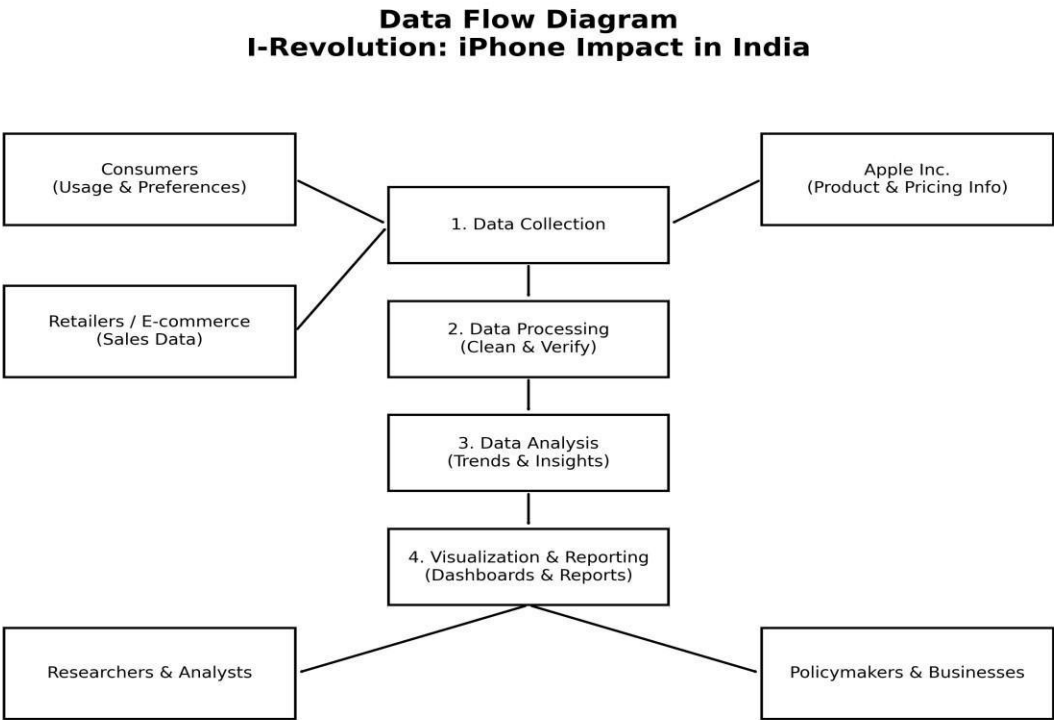 Data Flow Diagram
I-Revolution: iPhone Impact in India
Consumers
(Usage & Preferences)
Apple Inc.
(Product & Pricing Info)
1. Data Collection
Retailers / E-commerce
(Sales Data)
2. Data Processing
(Clean & Verify)
3. Data Analysis
(Trends & Insights)
4. Visualization & Reporting
(Dashboards & Reports)
Researchers & Analysts
Policymakers & Businesses